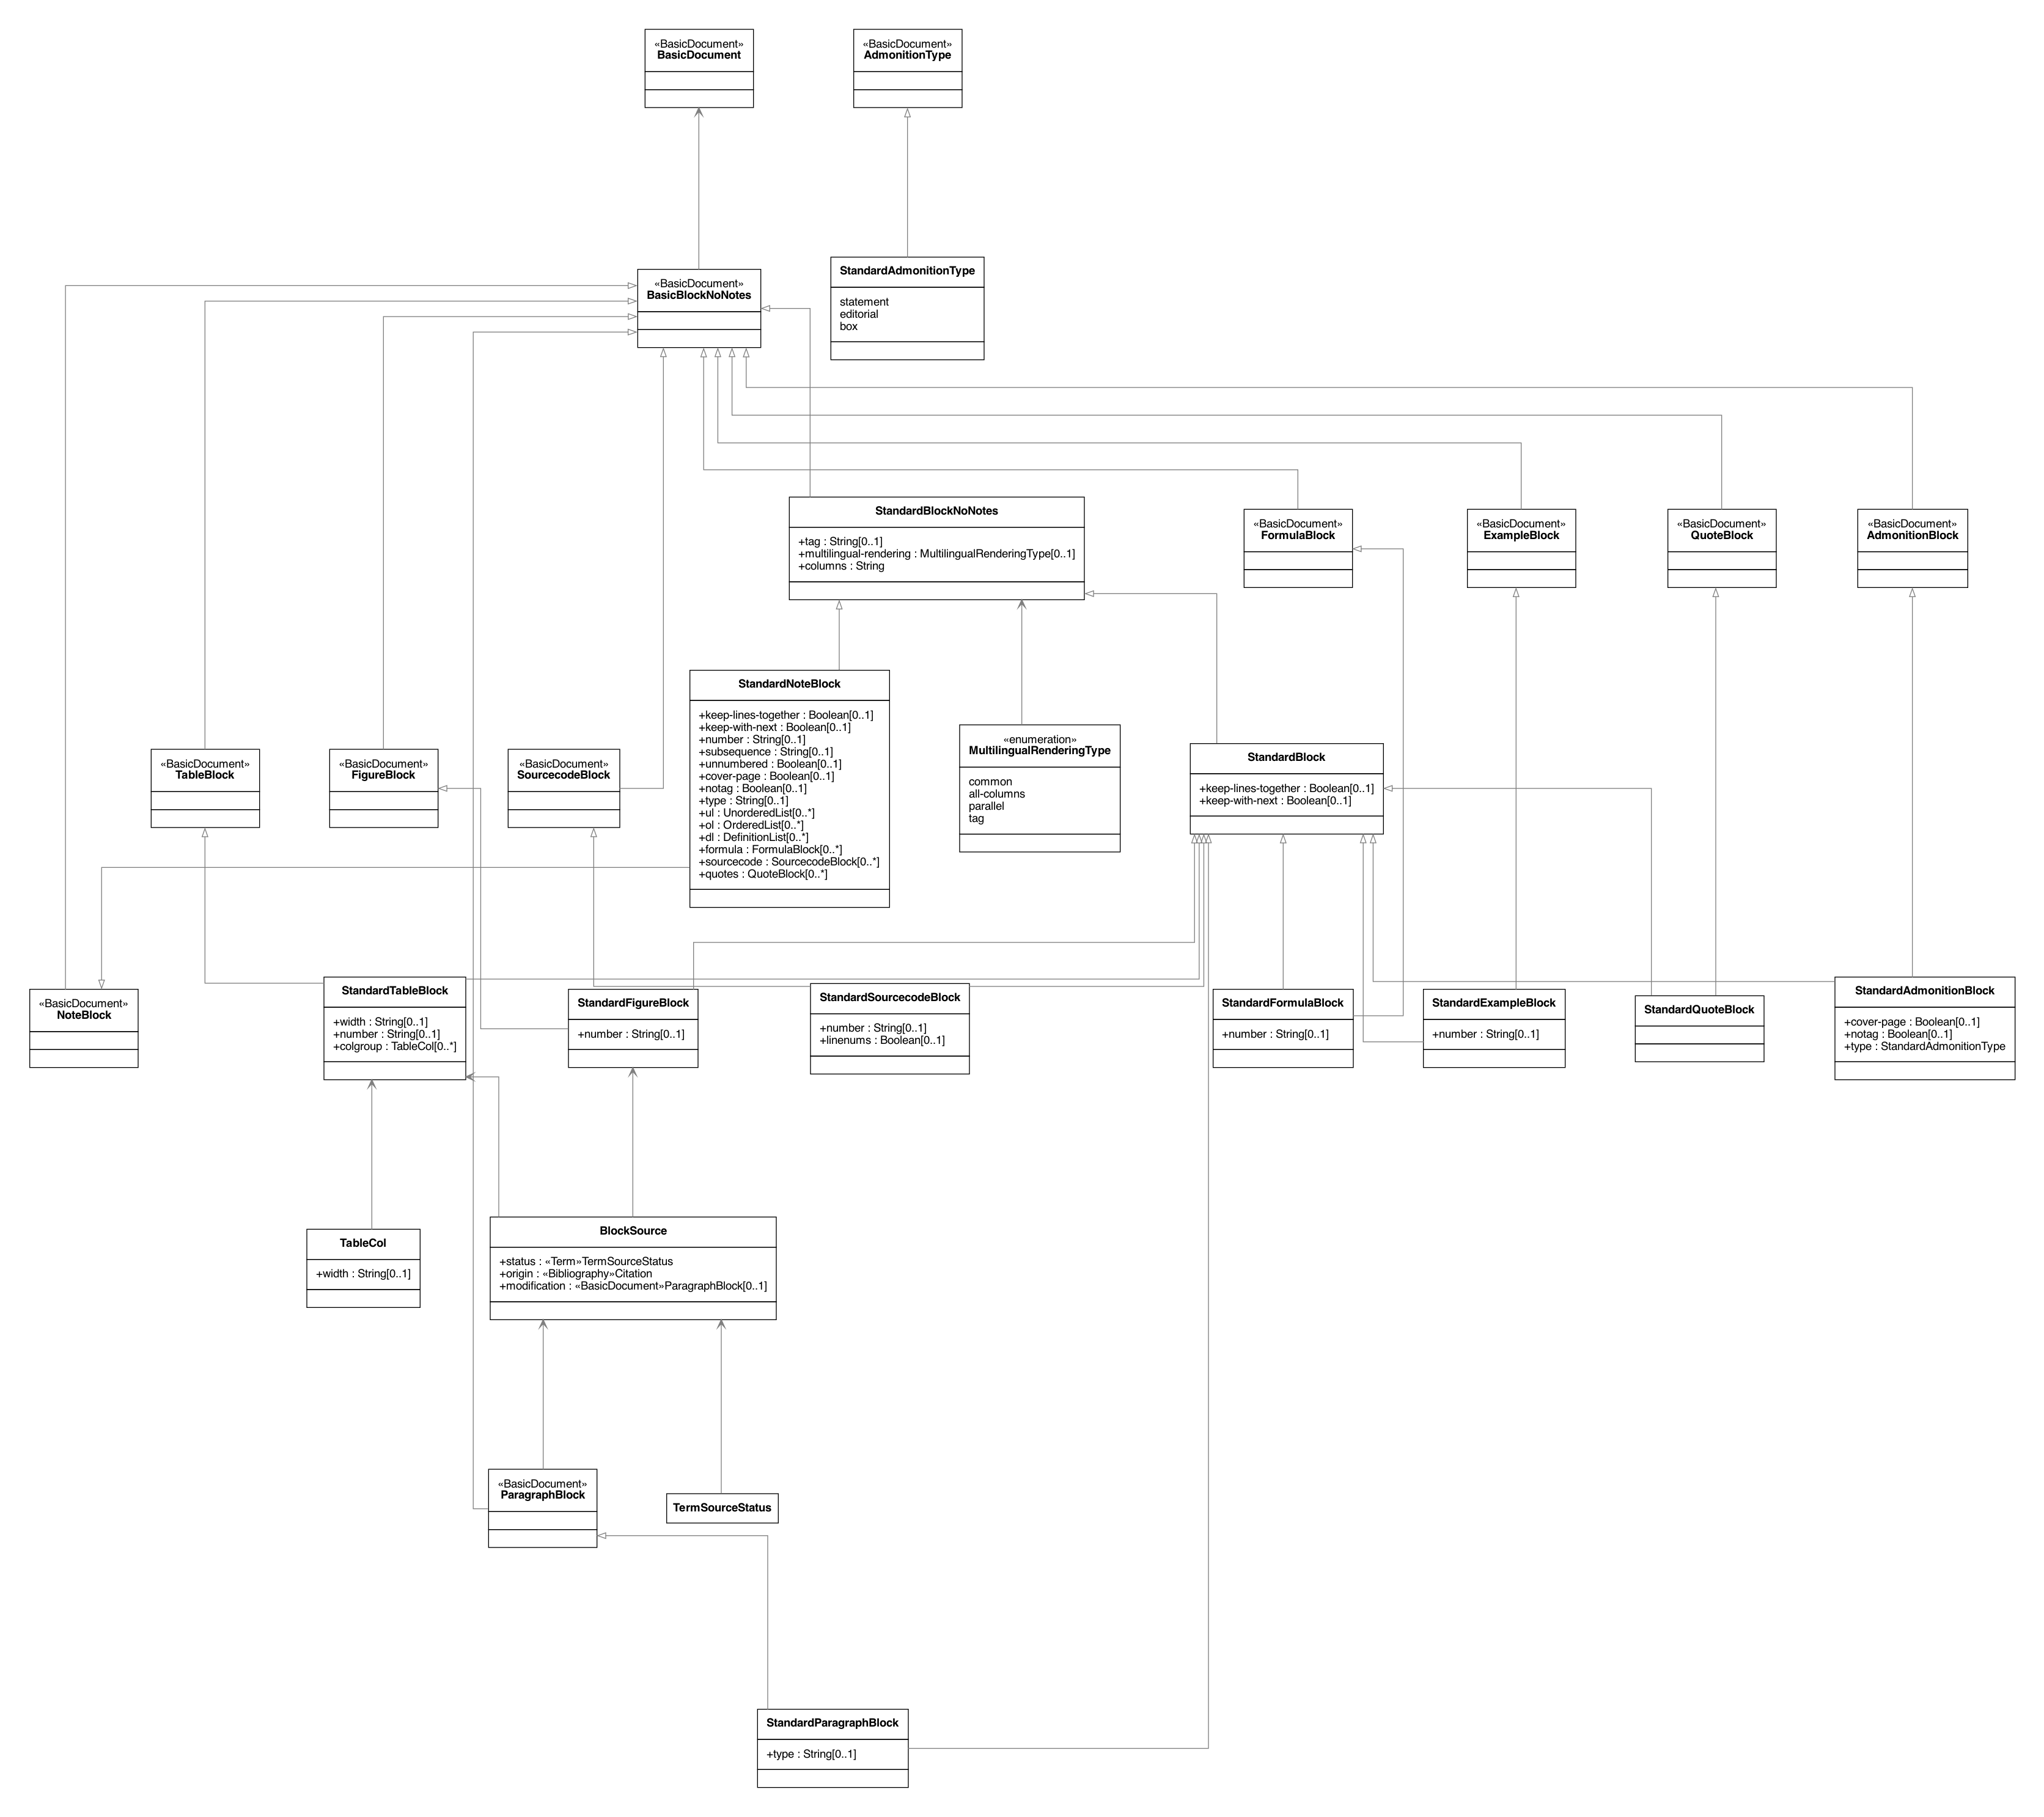 «BasicDocument»
BasicDocument
«BasicDocument»
AdmonitionType
«BasicDocument»
BasicBlockNoNotes
StandardAdmonitionType
statement
editorial
box
StandardBlockNoNotes
+tag : String[0..1]
+multilingual-rendering : MultilingualRenderingType[0..1]
+columns : String
«BasicDocument»
FormulaBlock
«BasicDocument»
ExampleBlock
«BasicDocument»
QuoteBlock
«BasicDocument»
AdmonitionBlock
«BasicDocument»
TableBlock
«BasicDocument»
FigureBlock
«BasicDocument»
SourcecodeBlock
StandardNoteBlock
+keep-lines-together : Boolean[0..1]
+keep-with-next : Boolean[0..1]
+number : String[0..1]
+subsequence : String[0..1]
+unnumbered : Boolean[0..1]
+cover-page : Boolean[0..1]
+notag : Boolean[0..1]
+type : String[0..1]
+ul : UnorderedList[0..*]
+ol : OrderedList[0..*]
+dl : DefinitionList[0..*]
+formula : FormulaBlock[0..*]
+sourcecode : SourcecodeBlock[0..*]
+quotes : QuoteBlock[0..*]
«enumeration»
MultilingualRenderingType
common
all-columns
parallel
tag
StandardBlock
+keep-lines-together : Boolean[0..1]
+keep-with-next : Boolean[0..1]
«BasicDocument»
NoteBlock
StandardTableBlock
+width : String[0..1]
+number : String[0..1]
+colgroup : TableCol[0..*]
StandardFigureBlock
+number : String[0..1]
StandardSourcecodeBlock
+number : String[0..1]
+linenums : Boolean[0..1]
StandardFormulaBlock
+number : String[0..1]
StandardExampleBlock
+number : String[0..1]
StandardQuoteBlock
StandardAdmonitionBlock
+cover-page : Boolean[0..1]
+notag : Boolean[0..1]
+type : StandardAdmonitionType
TableCol
+width : String[0..1]
BlockSource
+status : «Term»TermSourceStatus
+origin : «Bibliography»Citation
+modification : «BasicDocument»ParagraphBlock[0..1]
«BasicDocument»
ParagraphBlock
TermSourceStatus
StandardParagraphBlock
+type : String[0..1]